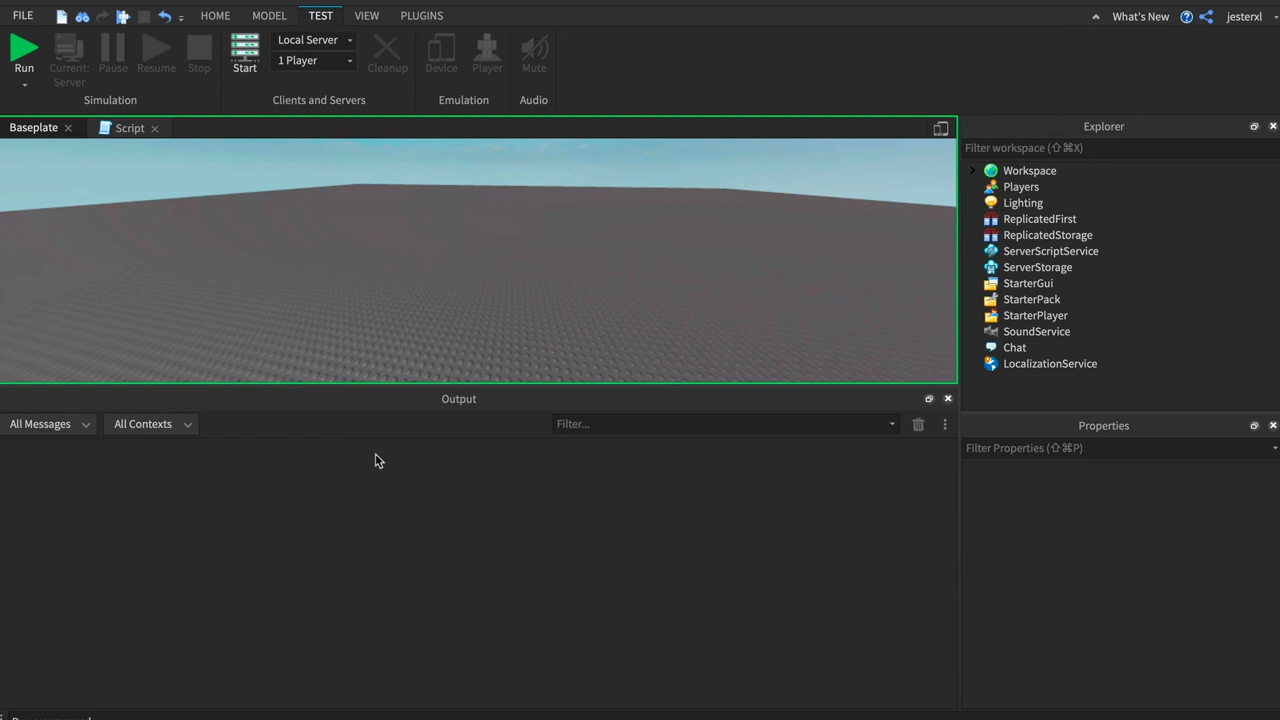 FILE HOME MODEL TEST VIEW PLUGINS What's New jesterxl
Run Current: Server Pause Resume Stop Start Local Server 1 Player Cleanup Device Player Mute
Simulation Clients and Servers Emulation Audio
Baseplate Script
Explorer
Filter workspace (⇧⌘X)
Workspace
Players
Lighting
ReplicatedFirst
ReplicatedStorage
ServerScriptService
ServerStorage
StarterGui
StarterPack
StarterPlayer
SoundService
Chat
LocalizationService
Output
All Messages All Contexts Filter...
Properties
Filter Properties (⇧⌘P)